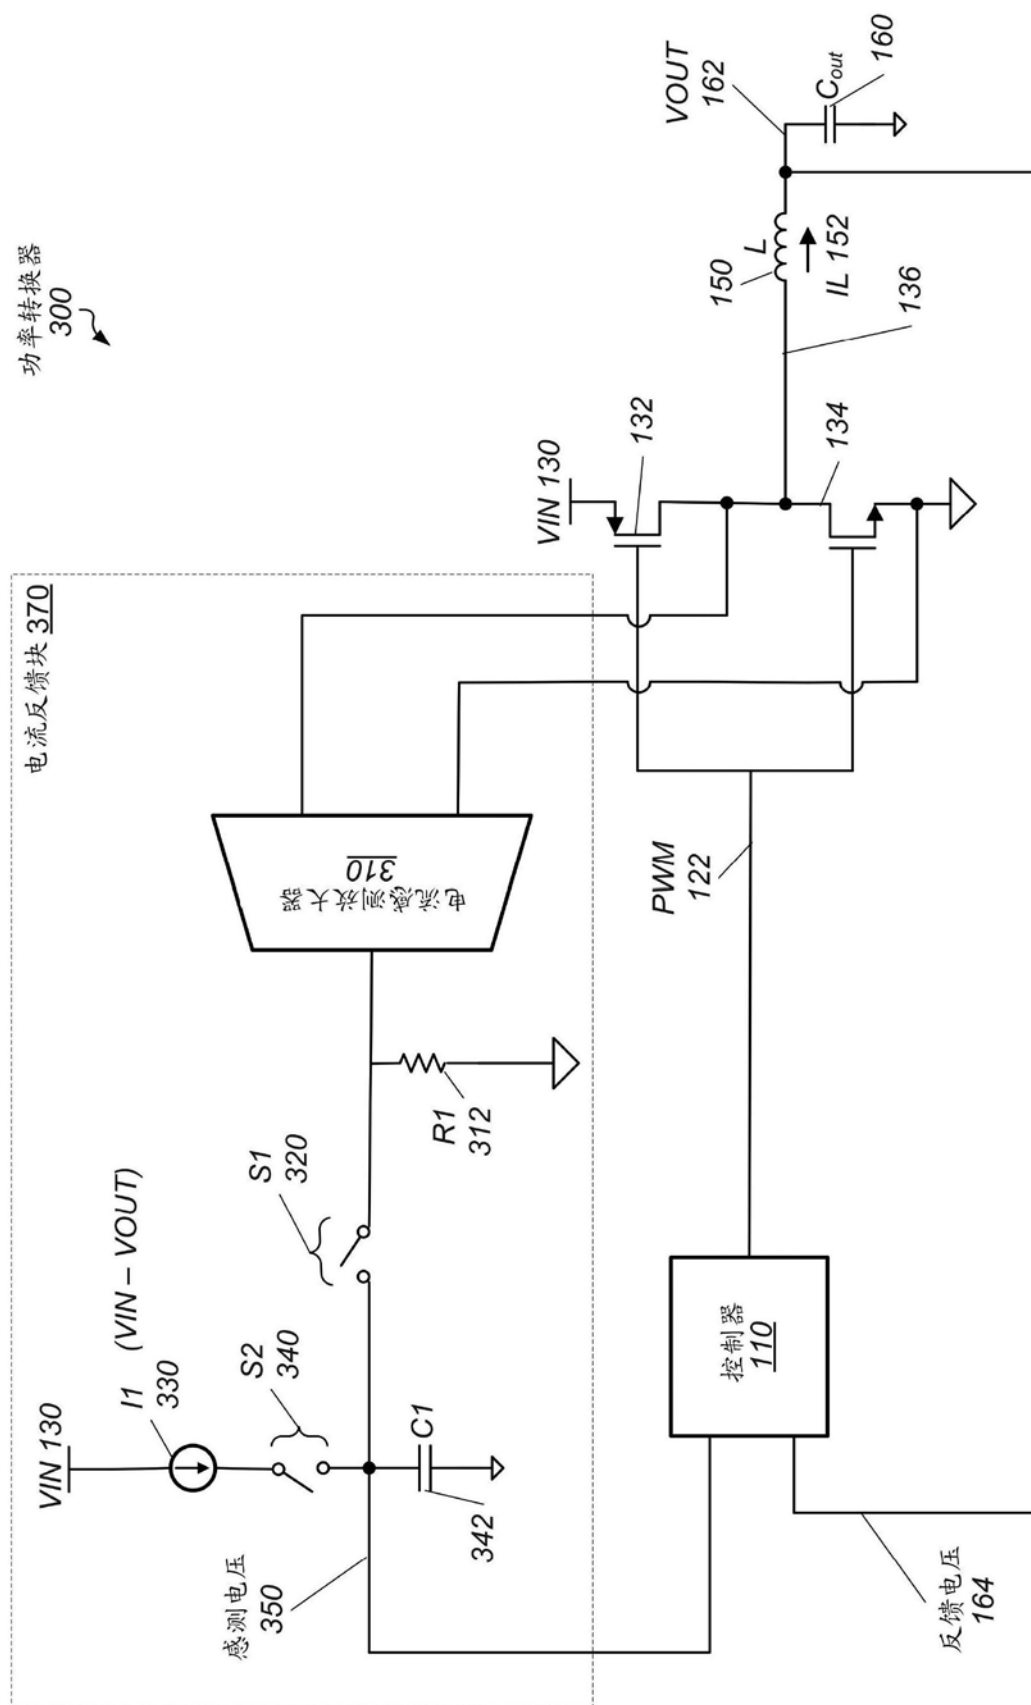 功率转换器
300
电流反馈块 370
VIN 130
I1
330
(VIN – VOUT)
S2
340
S1
320
感测电压
350
C1
342
R1
312
电流感测放大器
310
VIN 130
132
134
136
L
150
IL 152
VOUT
162
Cout
160
PWM
122
控制器
110
反馈电压
164